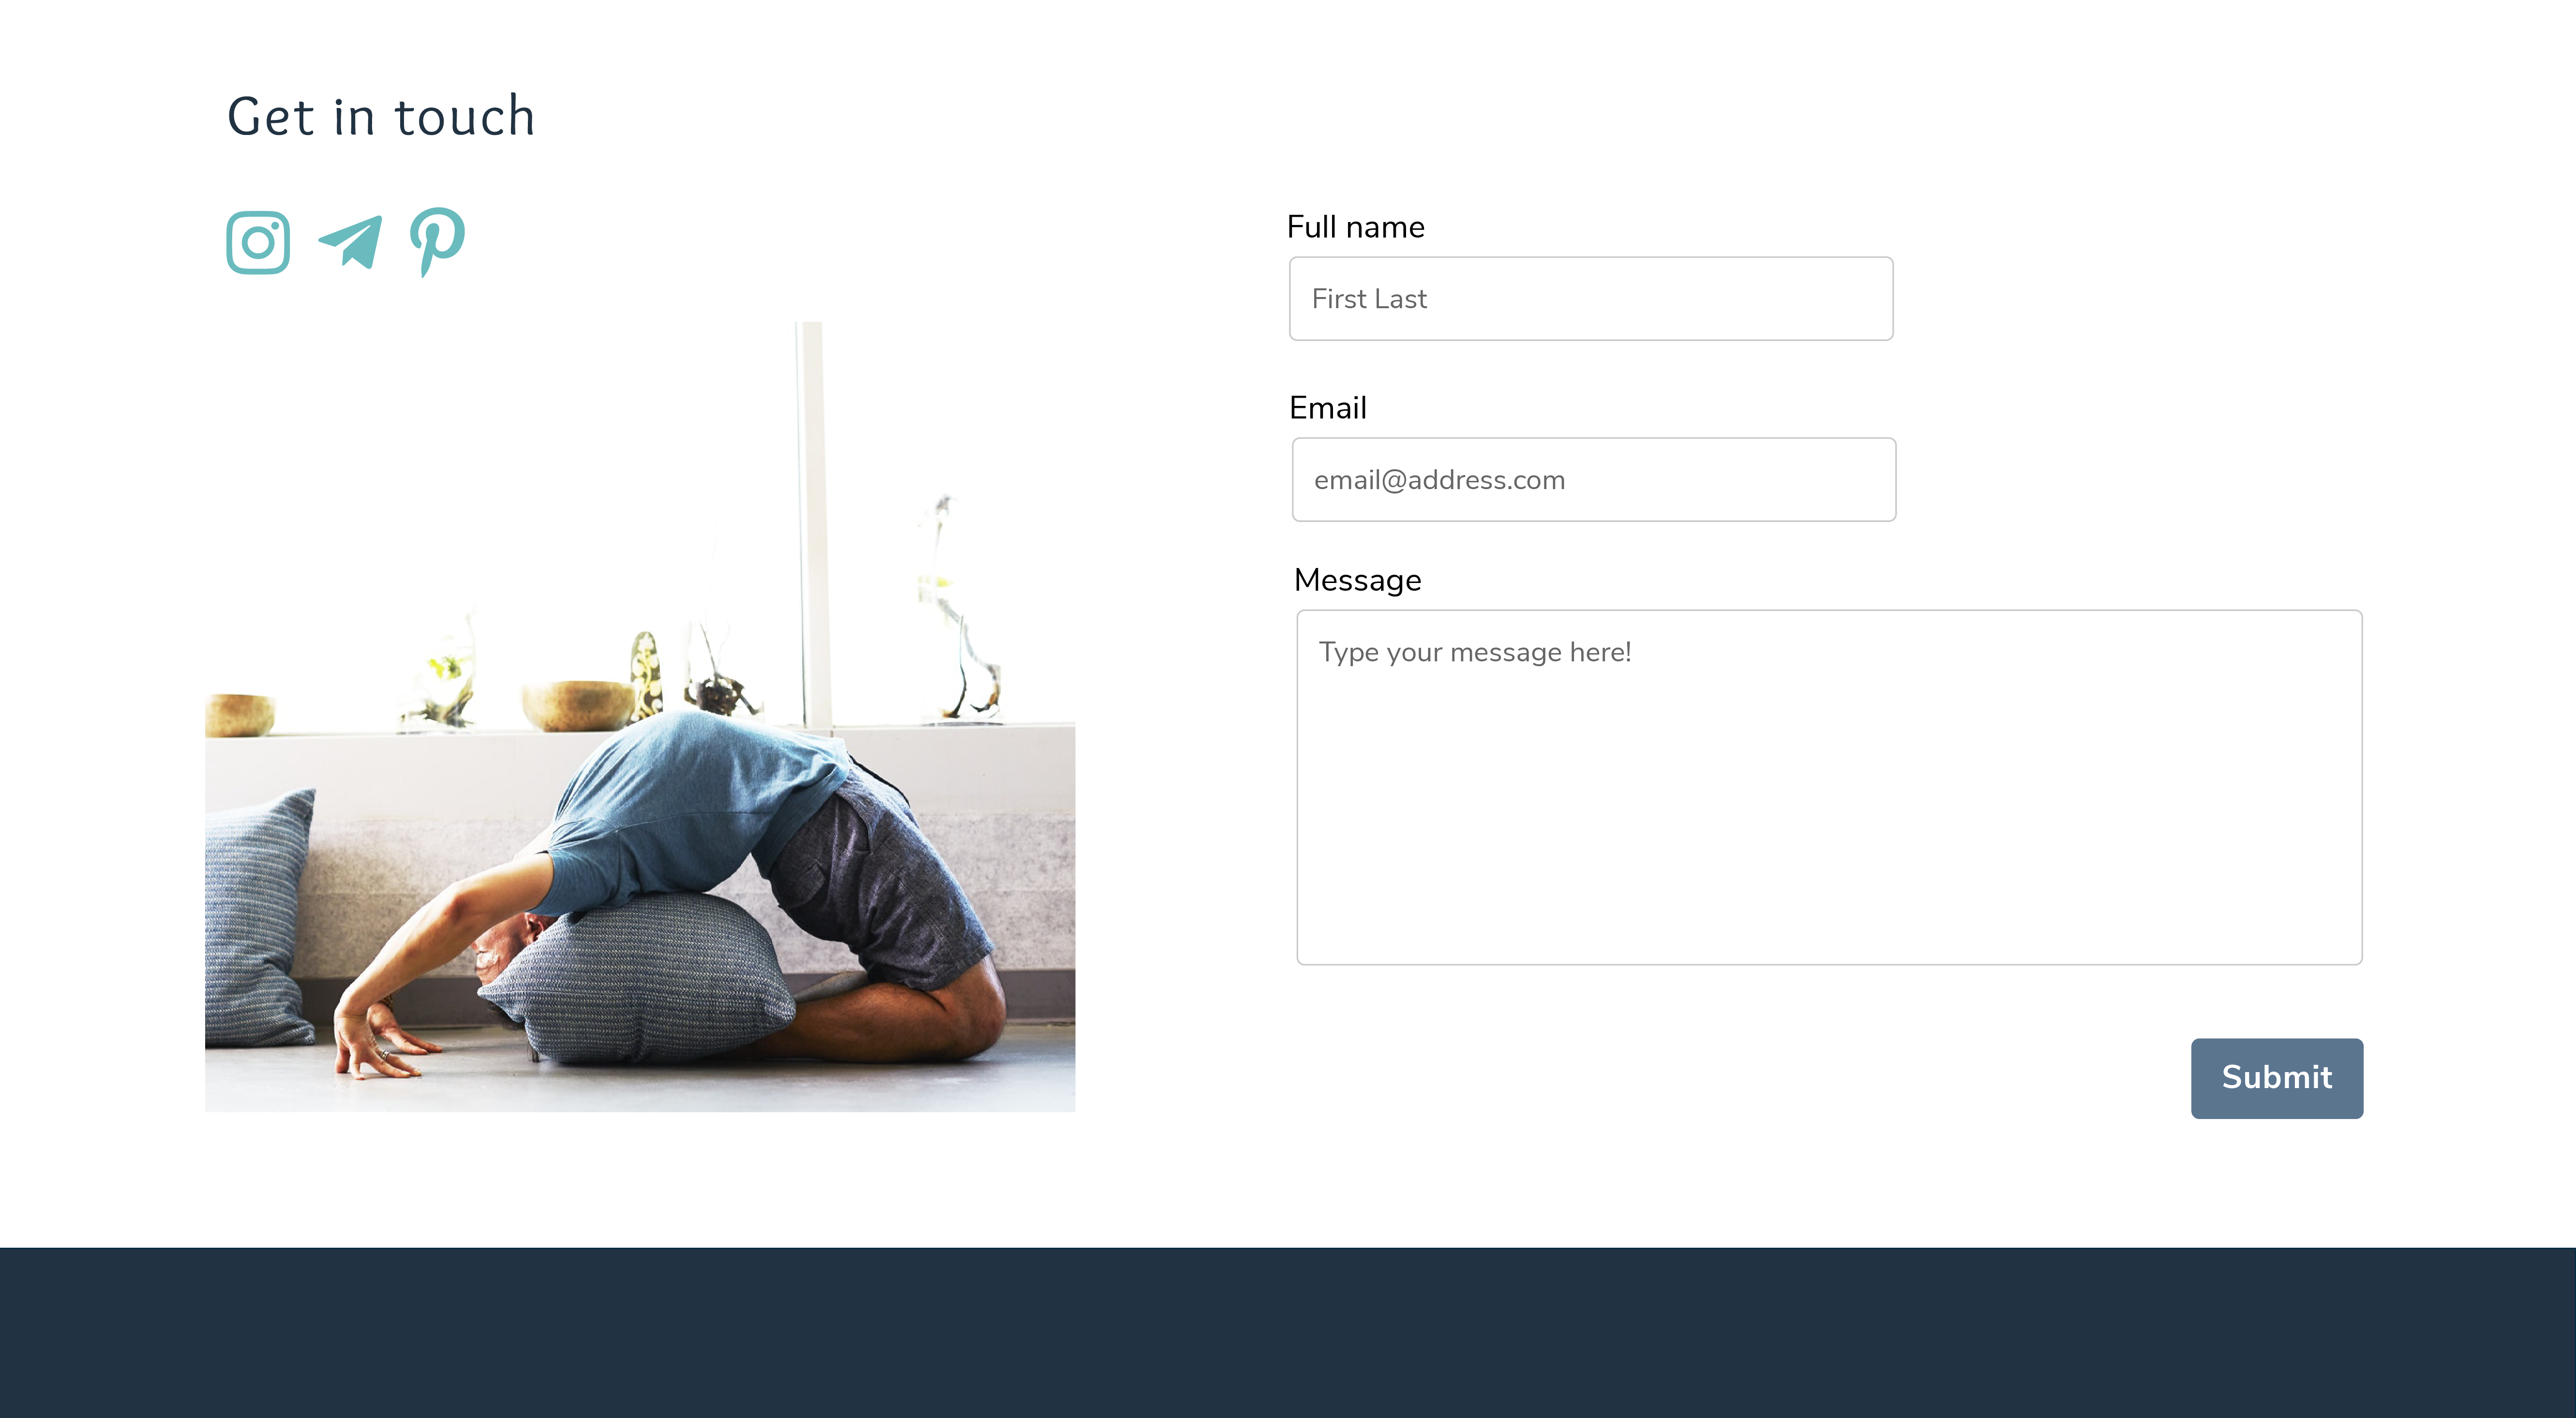 Get in touch
Full name
First Last
Email
email@address.com
Message
Type your message here!
Submit